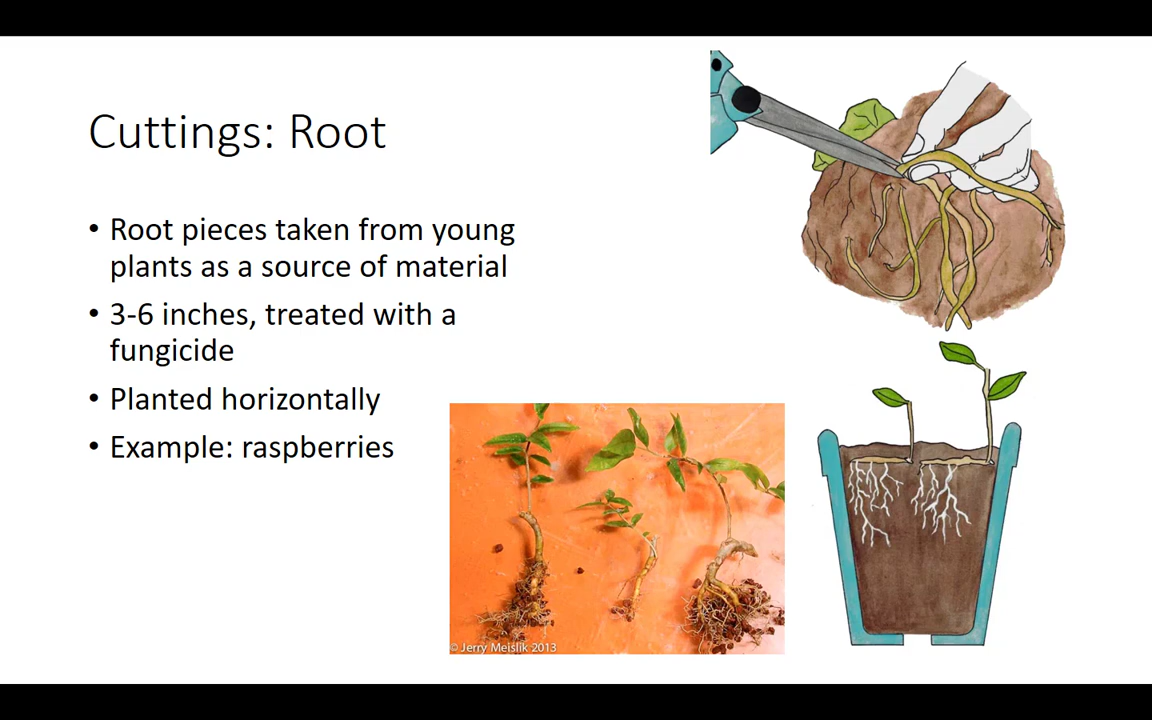 Cuttings: Root
• Root pieces taken from young
plants as a source of material
• 3-6 inches, treated with a
fungicide
• Planted horizontally
• Example: raspberries
© Jerry Meislik 2013